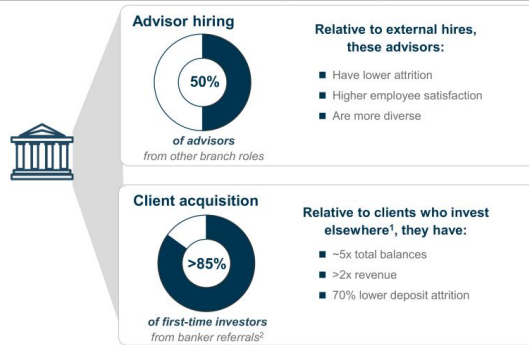 Advisor hiring
50%
of advisors
from other branch roles
Relative to external hires,
these advisors:
■ Have lower attrition
■ Higher employee satisfaction
■ Are more diverse
Client acquisition
>85%
of first-time investors
from banker referrals²
Relative to clients who invest
elsewhere¹, they have:
■ ~5x total balances
■ >2x revenue
■ 70% lower deposit attrition